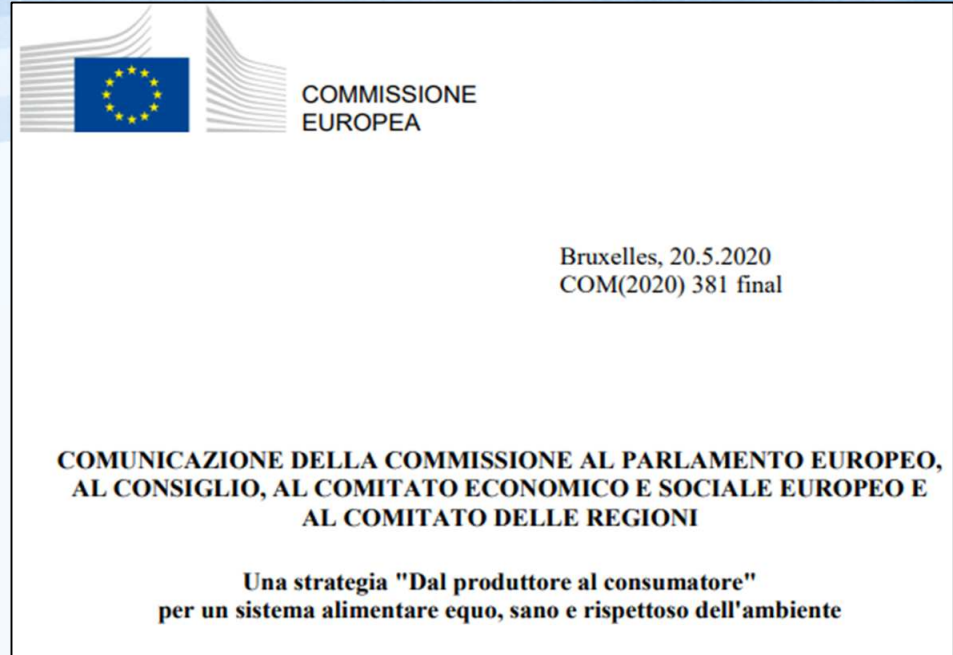 COMMISSIONE
EUROPEA
Bruxelles, 20.5.2020
COM(2020) 381 final
COMUNICAZIONE DELLA COMMISSIONE AL PARLAMENTO EUROPEO,
AL CONSIGLIO, AL COMITATO ECONOMICO E SOCIALE EUROPEO E
AL COMITATO DELLE REGIONI
Una strategia "Dal produttore al consumatore"
per un sistema alimentare equo, sano e rispettoso dell'ambiente